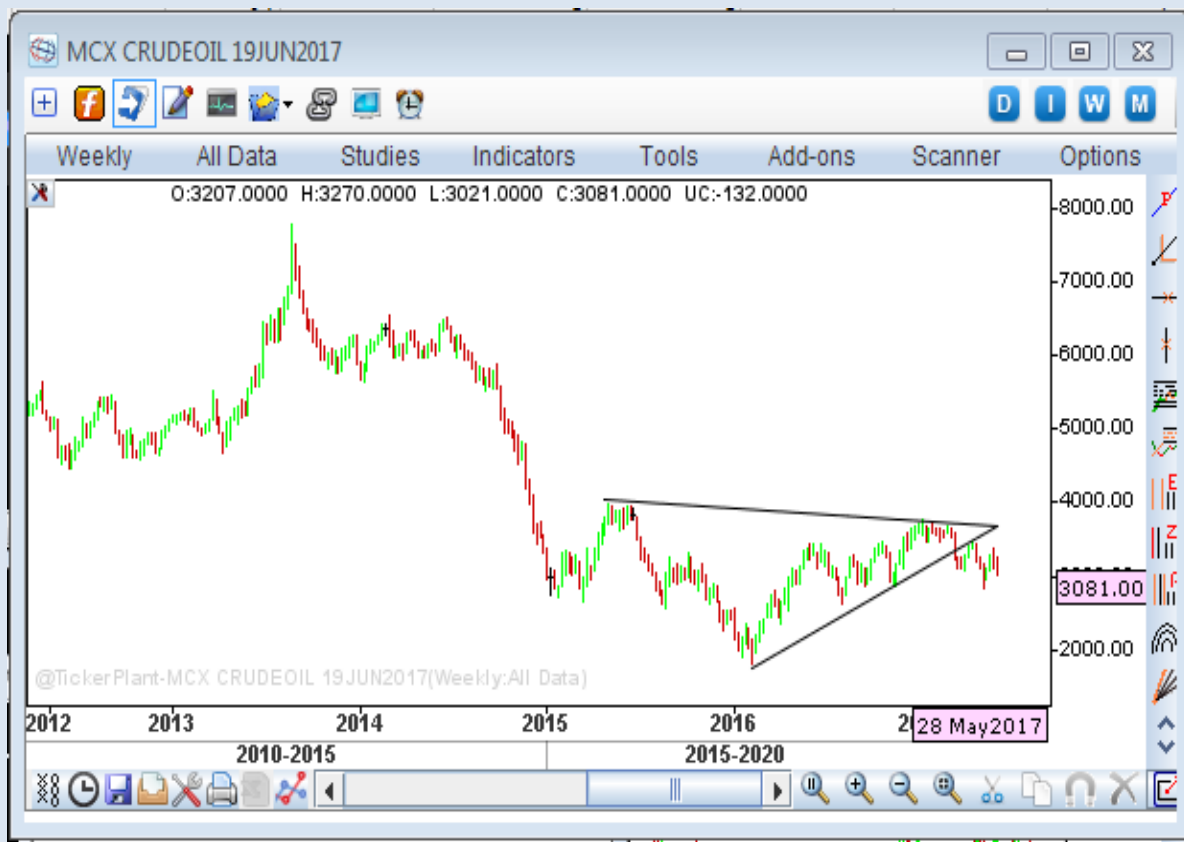 MCX CRUDEOIL 19JUN2017
D I W M
Weekly All Data Studies Indicators Tools Add-ons Scanner Options
O:3207.0000 H:3270.0000 L:3021.0000 C:3081.0000 UC:-132.0000
8000.00
7000.00
6000.00
5000.00
4000.00
3081.00
2000.00
@TickerPlant-MCX CRUDEOIL 19JUN2017(Weekly:All Data)
2012 2013 2014 2015 2016 28 May2017
2010-2015 2015-2020